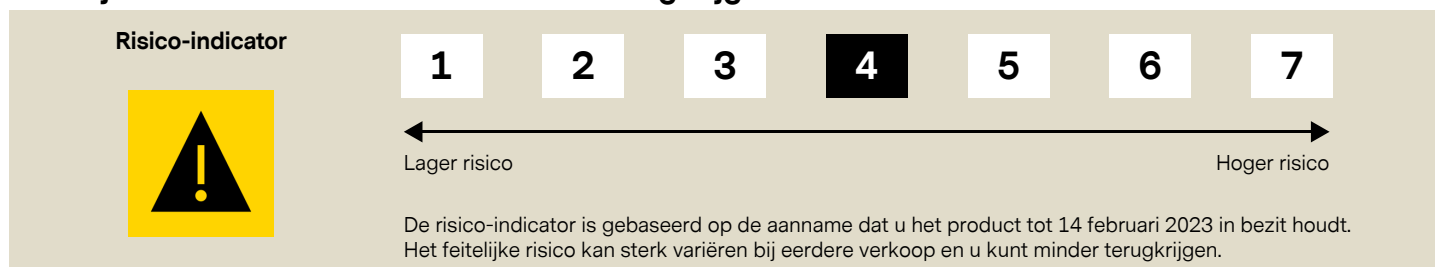 Risico-indicator
1 2 3 4 5 6 7
Lager risico Hoger risico
De risico-indicator is gebaseerd op de aanname dat u het product tot 14 februari 2023 in bezit houdt.
Het feitelijke risico kan sterk variëren bij eerdere verkoop en u kunt minder terugkrijgen.